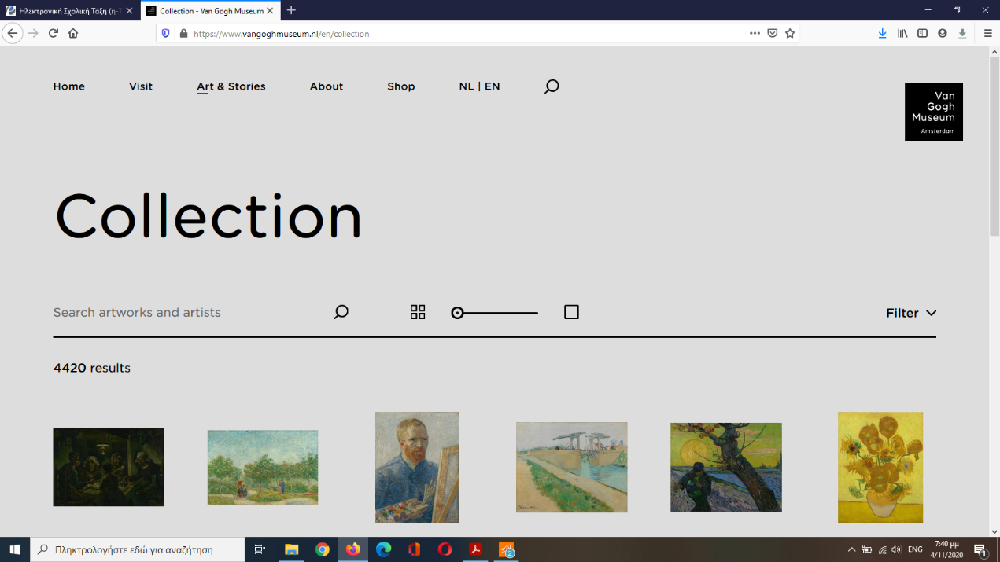 Ηλεκτρονική Σχολική Τάξη (η-Τ
Collection - Van Gogh Museum
https://www.vangoghmuseum.nl/en/collection
Home Visit Art & Stories About Shop NL | EN
Van
Gogh
Museum
Amsterdam
Collection
Search artworks and artists
Filter
4420 results
Πληκτρολογήστε εδώ για αναζήτηση
2
ENG
7:40 μμ
4/11/2020
1